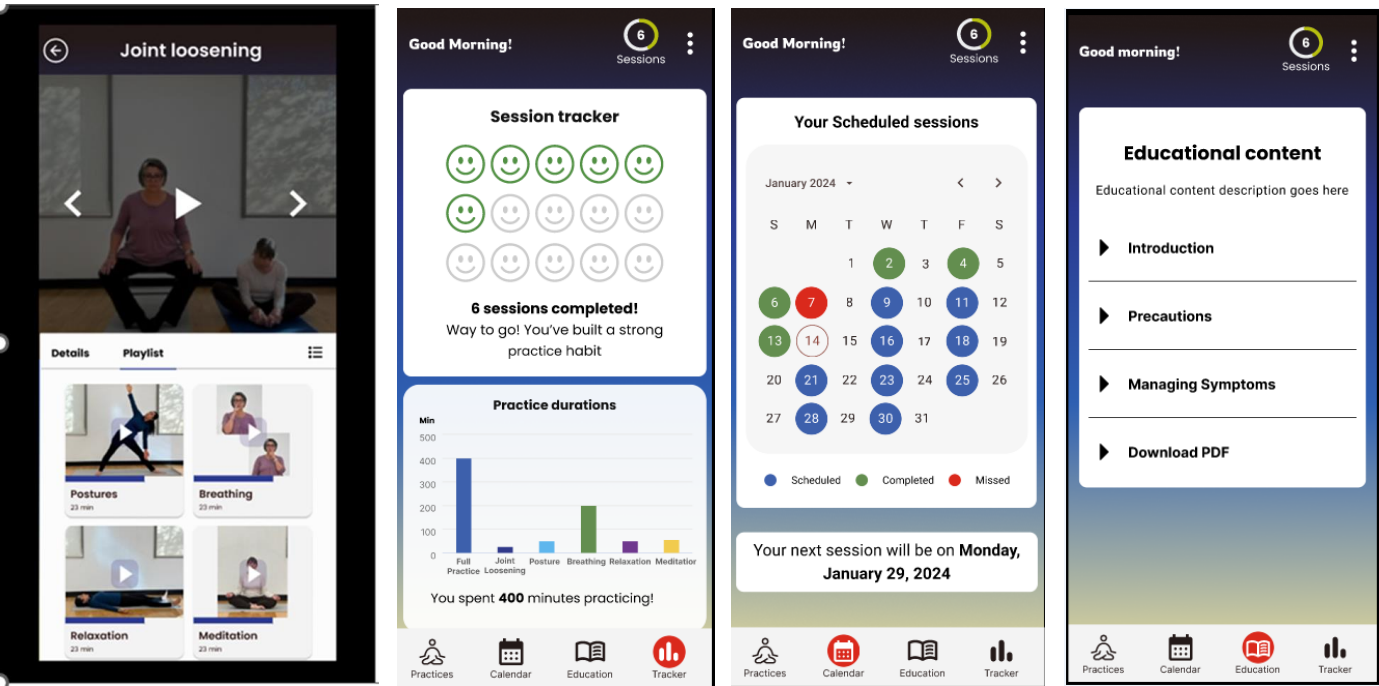 Joint loosening
Details Playlist
Postures
23 min
Breathing
23 min
Relaxation
23 min
Meditation
23 min
Good Morning!
6
Sessions
Session tracker
6 sessions completed!
Way to go! You've built a strong
practice habit
Practice durations
Min
500
400
300
200
100
0
Full Practice
Joint Loosening
Posture
Breathing
Relaxation
Meditation
You spent 400 minutes practicing!
Practices Calendar Education Tracker
Good Morning!
6
Sessions
Your Scheduled sessions
January 2024
S M T W T F S
1 2 3 4 5
6 7 8 9 10 11 12
13 14 15 16 17 18 19
20 21 22 23 24 25 26
27 28 29 30 31
Scheduled Completed Missed
Your next session will be on Monday,
January 29, 2024
Practices Calendar Education Tracker
Good morning!
6
Sessions
Educational content
Educational content description goes here
Introduction
Precautions
Managing Symptoms
Download PDF
Practices Calendar Education Tracker